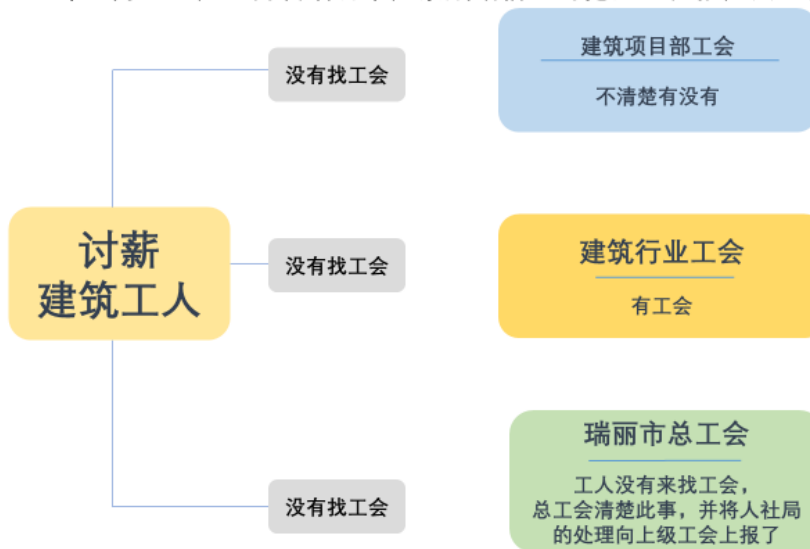 没有找工会
建筑项目部工会
不清楚有没有
讨薪
建筑工人
没有找工会
建筑行业工会
有工会
没有找工会
瑞丽市总工会
工人没有来找工会，
总工会清楚此事，并将人社局
的处理向上级工会上报了